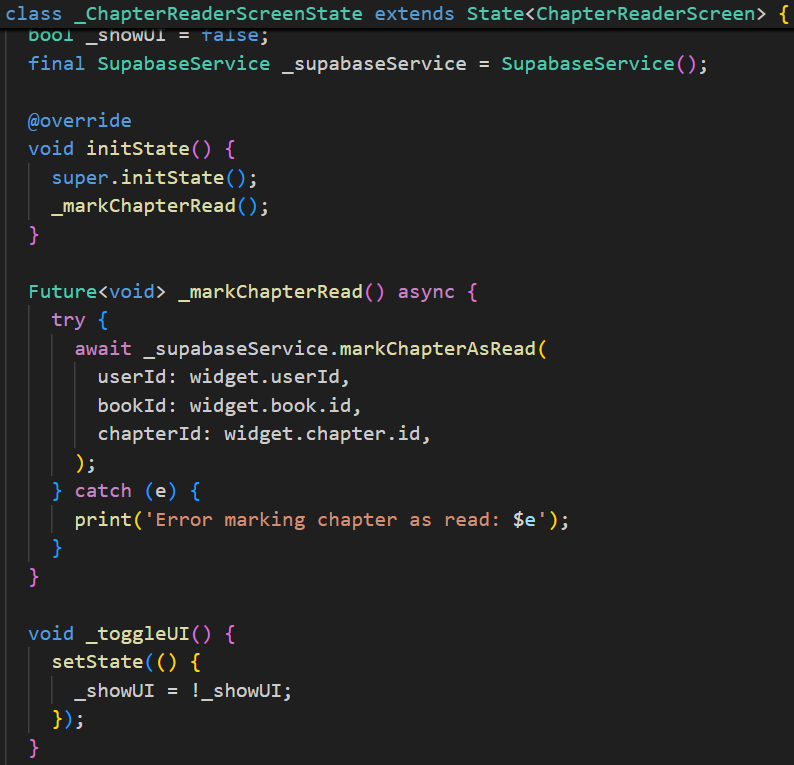 class _ChapterReaderScreenState extends State<ChapterReaderScreen> {
bool _showUI = false;
final SupabaseService _supabaseService = SupabaseService();
@override
void initState() {
super.initState();
_markChapterRead();
}
Future<void> _markChapterRead() async {
try {
await _supabaseService.markChapterAsRead(
userId: widget.userId,
bookId: widget.book.id,
chapterId: widget.chapter.id,
);
} catch (e) {
print('Error marking chapter as read: $e');
}
}
void _toggleUI() {
setState(() {
_showUI = !_showUI;
});
}